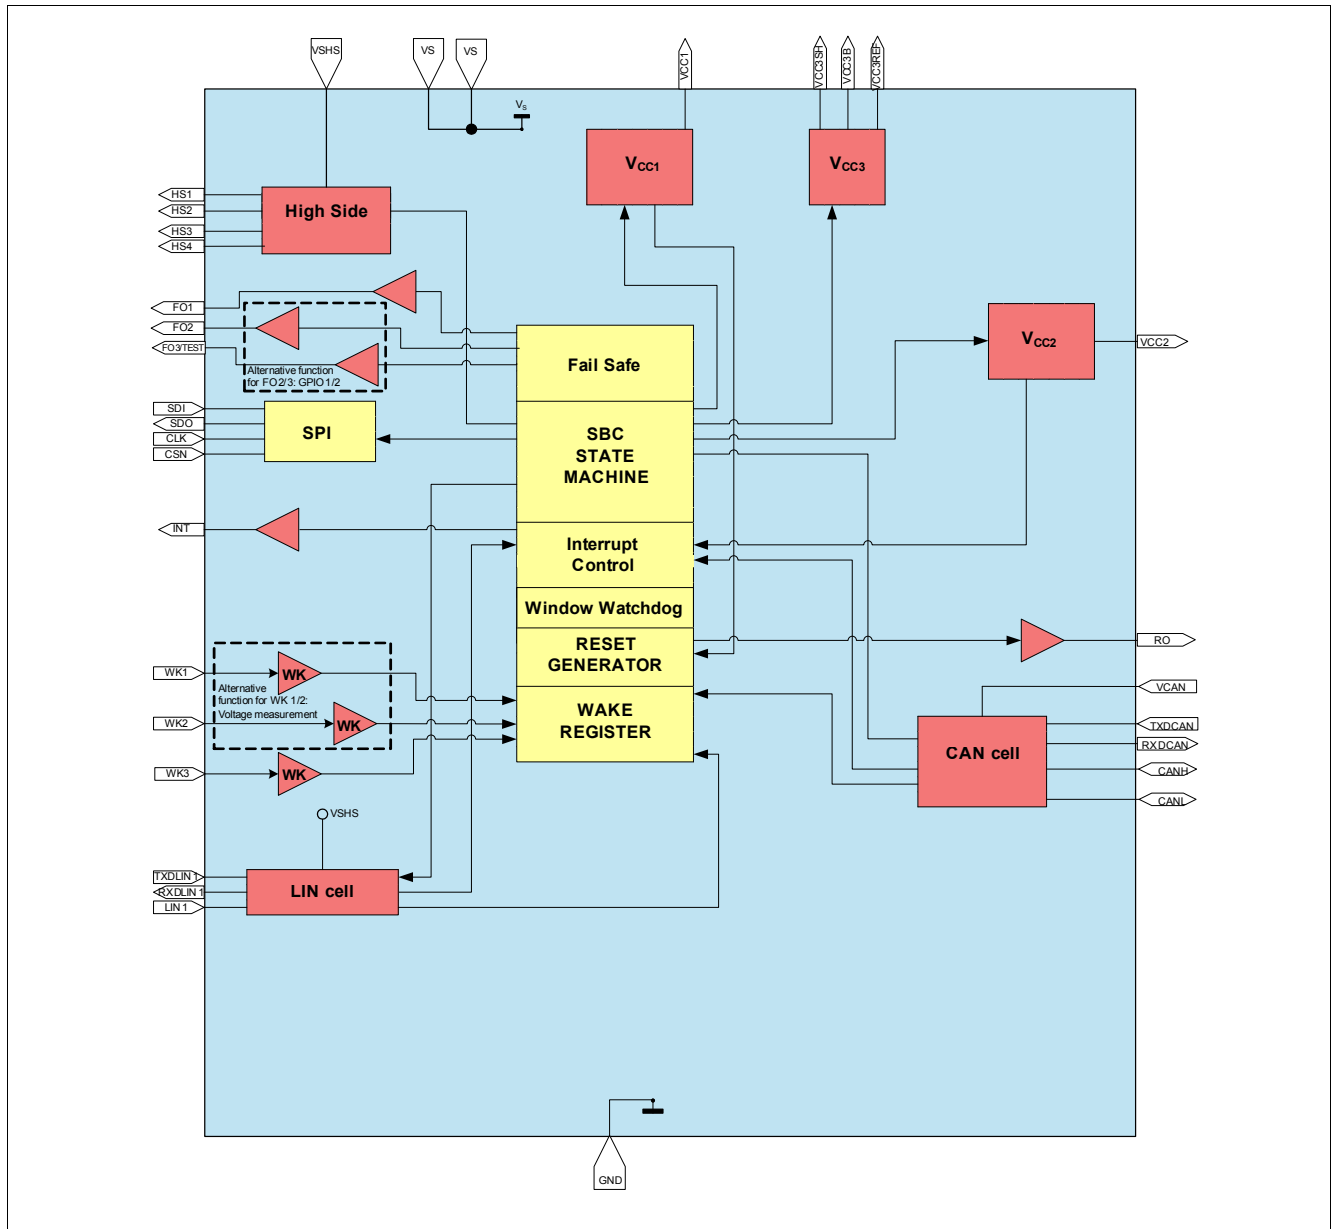 VSHS
VS
VS
VCC1
VCC3SH
VCC3B
VCC3REF
VS
VCC1
VCC3
HS1
HS2
HS3
HS4
High Side
FO1
FO2
FO3/TEST
Alternative function
for FO2/3: GPIO1/2
Fail Safe
VCC2
VCC2
SDI
SDO
CLK
CSN
SPI
SBC
STATE
MACHINE
INT
Interrupt
Control
Window Watchdog
RESET
GENERATOR
RO
WK1
WK
Alternative
function for WK 1/2:
Voltage measurement
WK2
WK
WK3
WK
WAKE
REGISTER
VCAN
TXDCAN
RXDCAN
CANH
CANL
CAN cell
VSHS
TXDLIN1
RXDLIN1
LIN1
LIN cell
GND